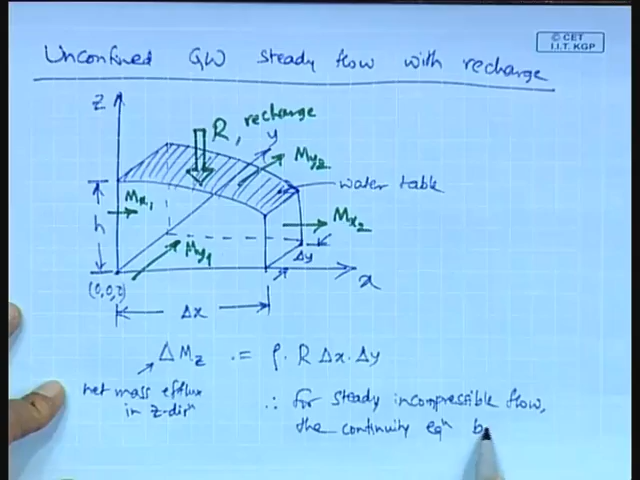 © CET
I.I.T. KGP
Unconfined GW steady flow with recharge
z
R, recharge
y
My2
water table
Mx1
h
Mx2
My1
Δy
(0,0,0)
x
Δx
ΔMz = ρ · R Δx · Δy
net mass efflux
in z-dirn
∴ For steady incompressible flow,
the continuity eqn b